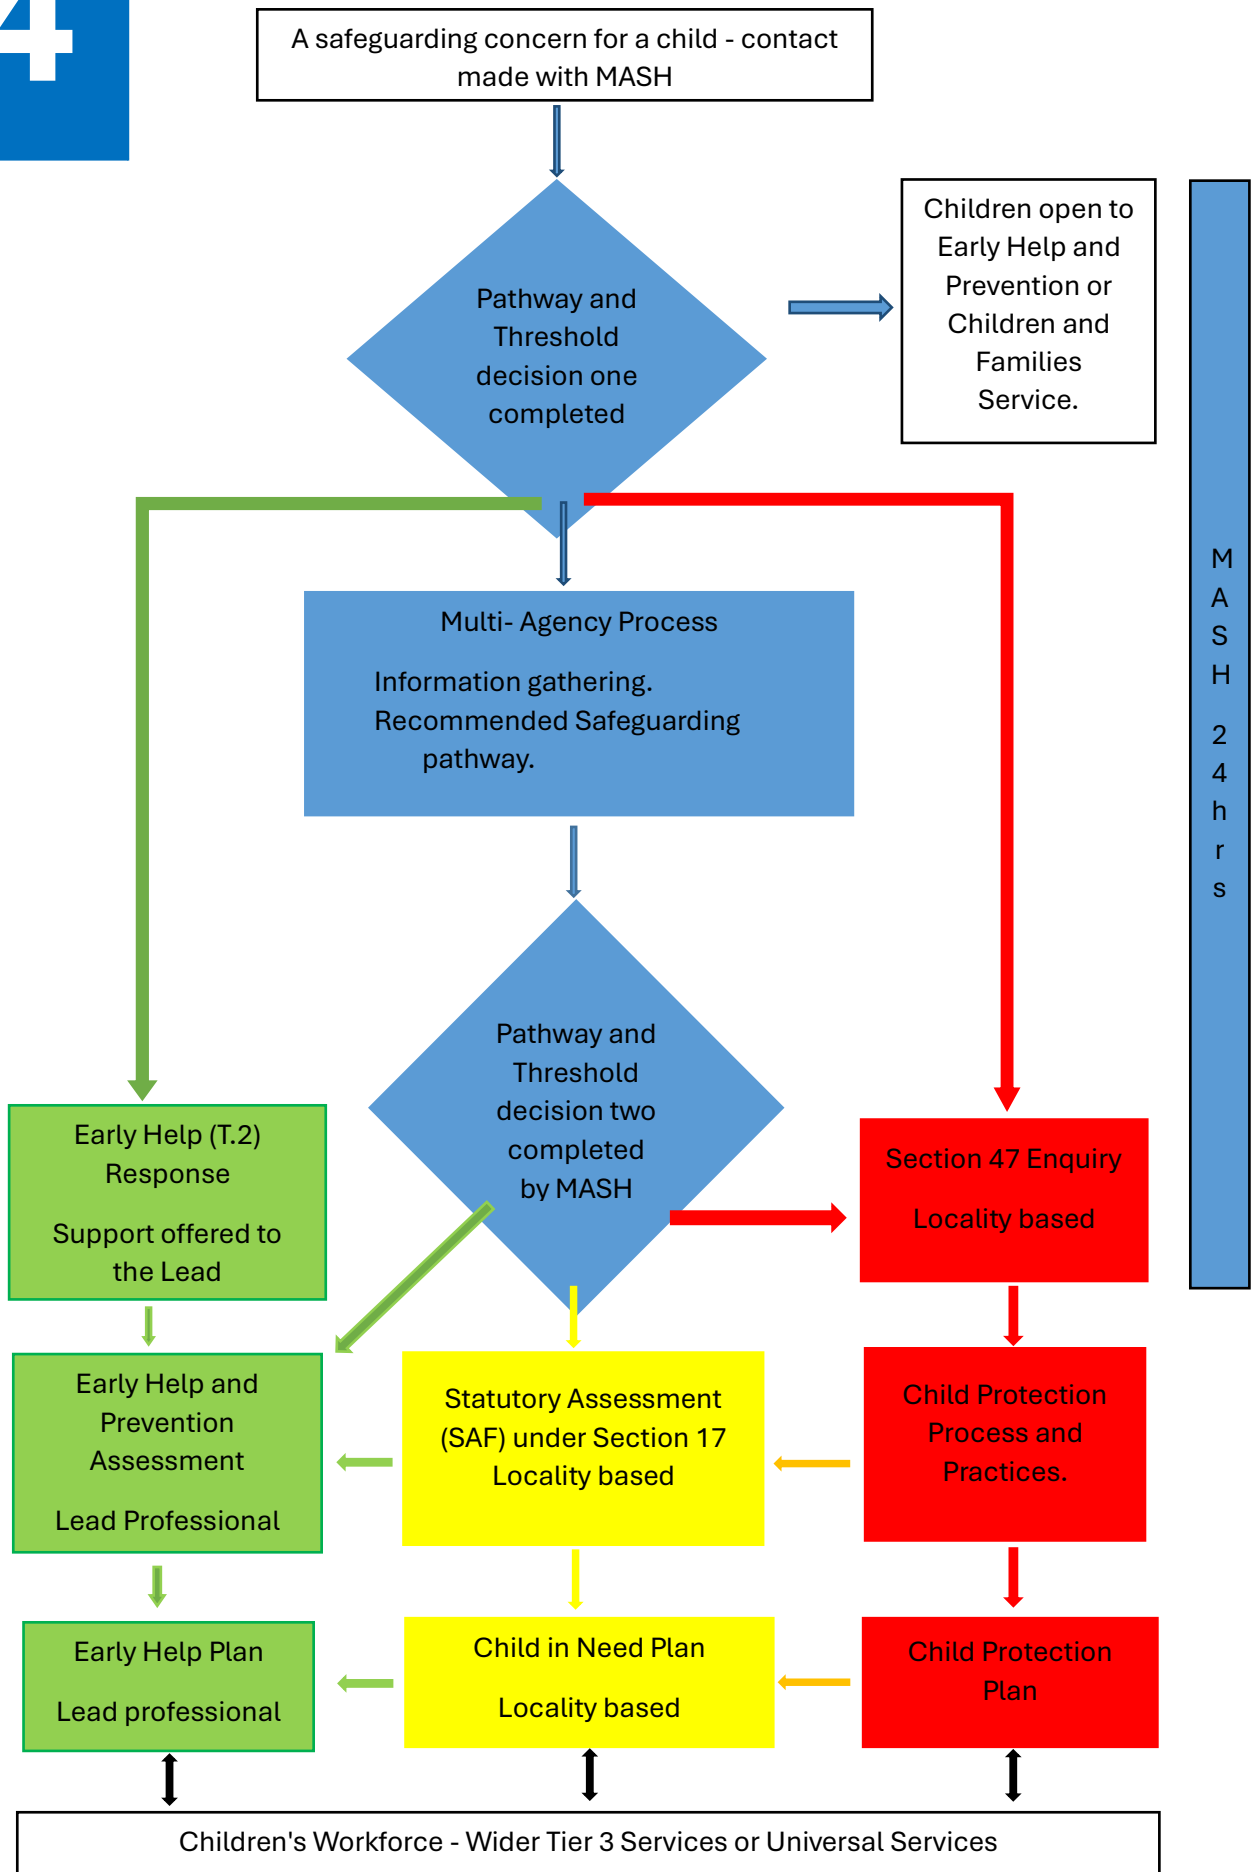 4
A safeguarding concern for a child - contact
made with MASH
Pathway and
Threshold
decision one
completed
Children open to
Early Help and
Prevention or
Children and
Families
Service.
M
A
S
H
2
4
h
r
s
Multi- Agency Process
Information gathering.
Recommended Safeguarding
pathway.
Pathway and
Threshold
decision two
completed
by MASH
Early Help (T.2)
Response
Support offered to
the Lead
Section 47 Enquiry
Locality based
Early Help and
Prevention
Assessment
Lead Professional
Statutory Assessment
(SAF) under Section 17
Locality based
Child Protection
Process and
Practices.
Early Help Plan
Lead professional
Child in Need Plan
Locality based
Child Protection
Plan
Children's Workforce - Wider Tier 3 Services or Universal Services